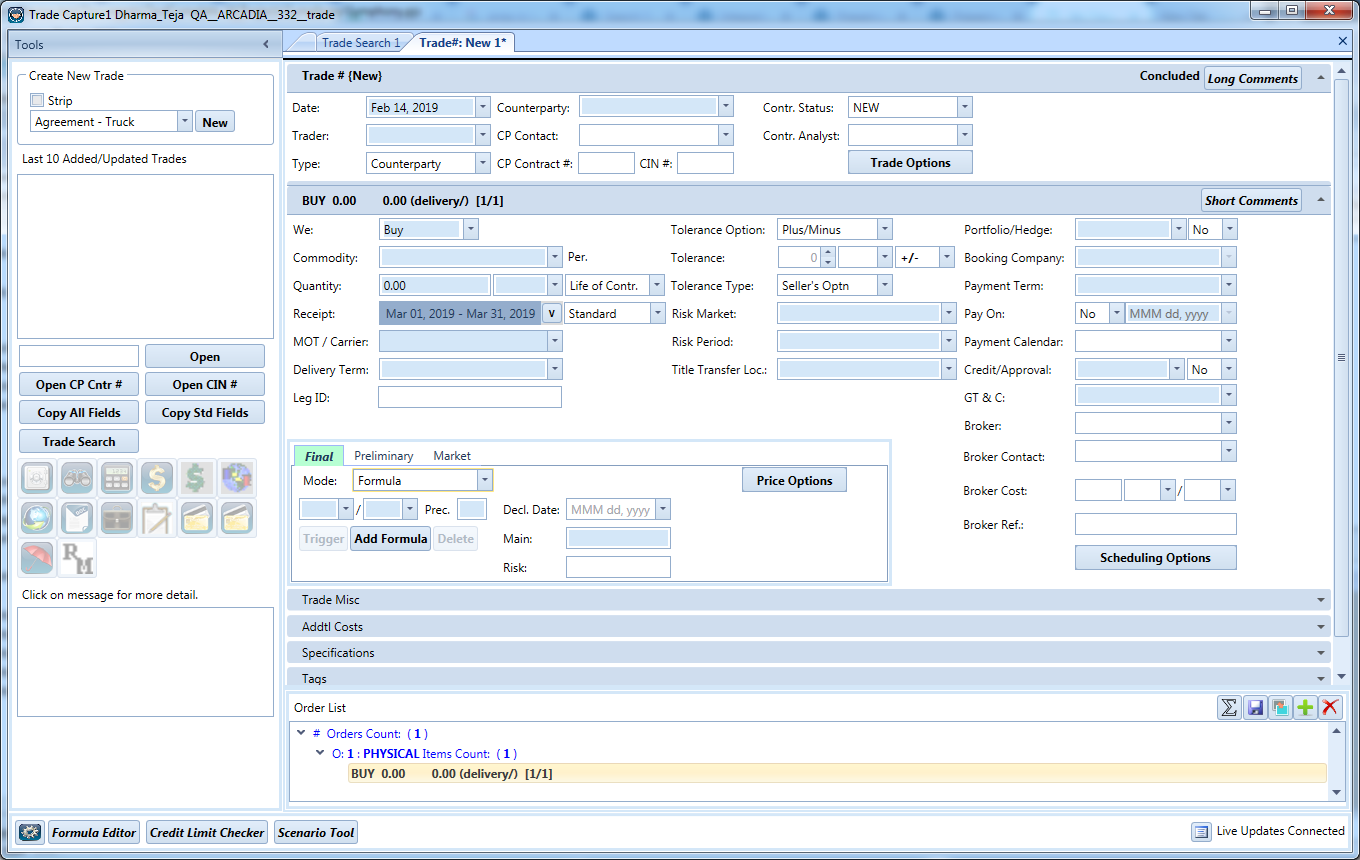 Trade Capture1 Dharma_Teja QA__ARCADIA__332__trade
Tools
Trade Search 1
Trade#: New 1*
Create New Trade
Strip
Agreement - Truck
New
Last 10 Added/Updated Trades
Open
Open CP Cntr #
Open CIN #
Copy All Fields
Copy Std Fields
Trade Search
RM
Click on message for more detail.
Trade # {New}
Concluded
Long Comments
Date: Feb 14, 2019 Counterparty: Contr. Status: NEW
Trader: CP Contact: Contr. Analyst:
Type: Counterparty CP Contract #: CIN #: Trade Options
BUY 0.00 0.00 (delivery/) [1/1]
Short Comments
We: Buy Tolerance Option: Plus/Minus Portfolio/Hedge: No
Commodity: Per. Tolerance: 0 +/- Booking Company:
Quantity: 0.00 Life of Contr. Tolerance Type: Seller's Optn Payment Term:
Receipt: Mar 01, 2019 - Mar 31, 2019 v Standard Risk Market: Pay On: No MMM dd, yyyy
MOT / Carrier: Risk Period: Payment Calendar:
Delivery Term: Title Transfer Loc.: Credit/Approval: No
Leg ID: GT & C:
Broker:
Broker Contact:
Broker Cost: /
Broker Ref.:
Scheduling Options
Final Preliminary Market
Mode: Formula Price Options
/ Prec. Decl. Date: MMM dd, yyyy
Trigger Add Formula Delete Main:
Risk:
Trade Misc
Addtl Costs
Specifications
Tags
Order List
# Orders Count: ( 1 )
O: 1 : PHYSICAL Items Count: ( 1 )
BUY 0.00 0.00 (delivery/) [1/1]
Formula Editor
Credit Limit Checker
Scenario Tool
Live Updates Connected